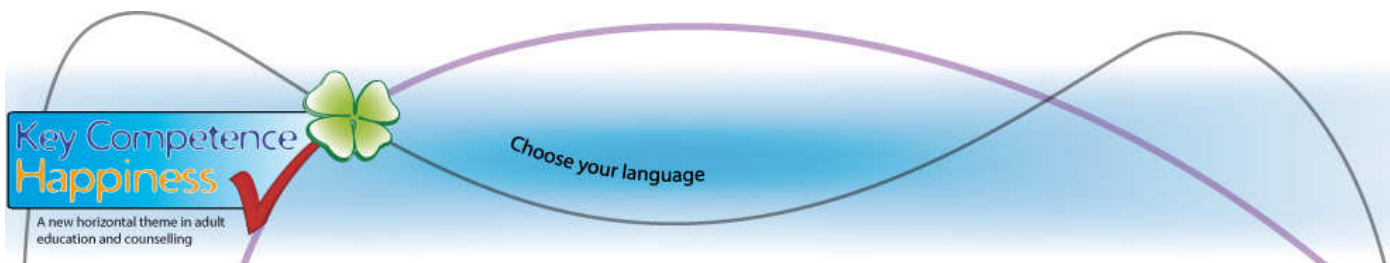 Key Competence
Happiness
A new horizontal theme in adult
education and counselling
Choose your language